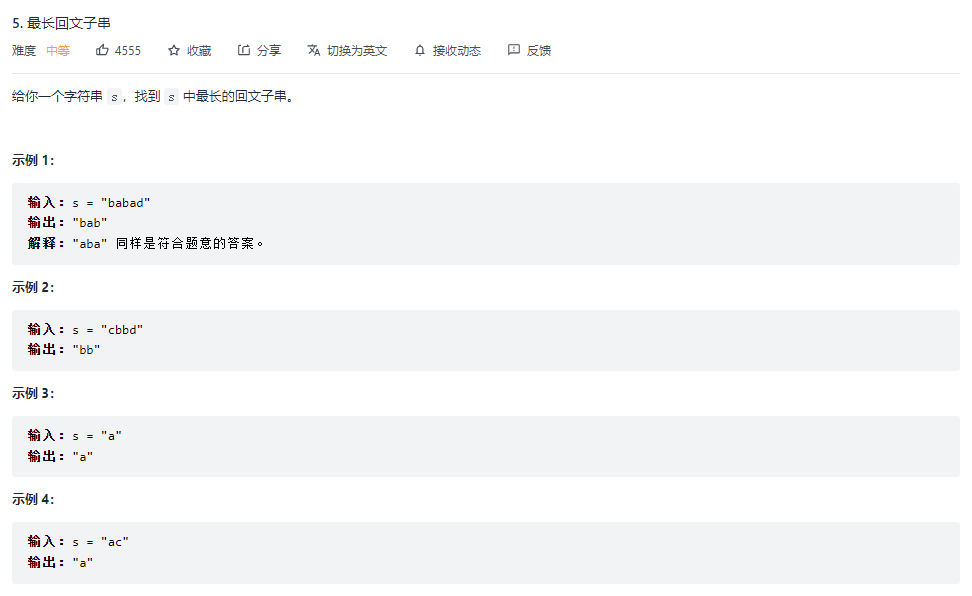 5. 最长回文子串
难度 中等 4555 收藏 分享 切换为英文 接收动态 反馈
给你一个字符串 s，找到 s 中最长的回文子串。
示例 1：
输入：s = "babad"
输出："bab"
解释："aba" 同样是符合题意的答案。
示例 2：
输入：s = "cbbd"
输出："bb"
示例 3：
输入：s = "a"
输出："a"
示例 4：
输入：s = "ac"
输出："a"